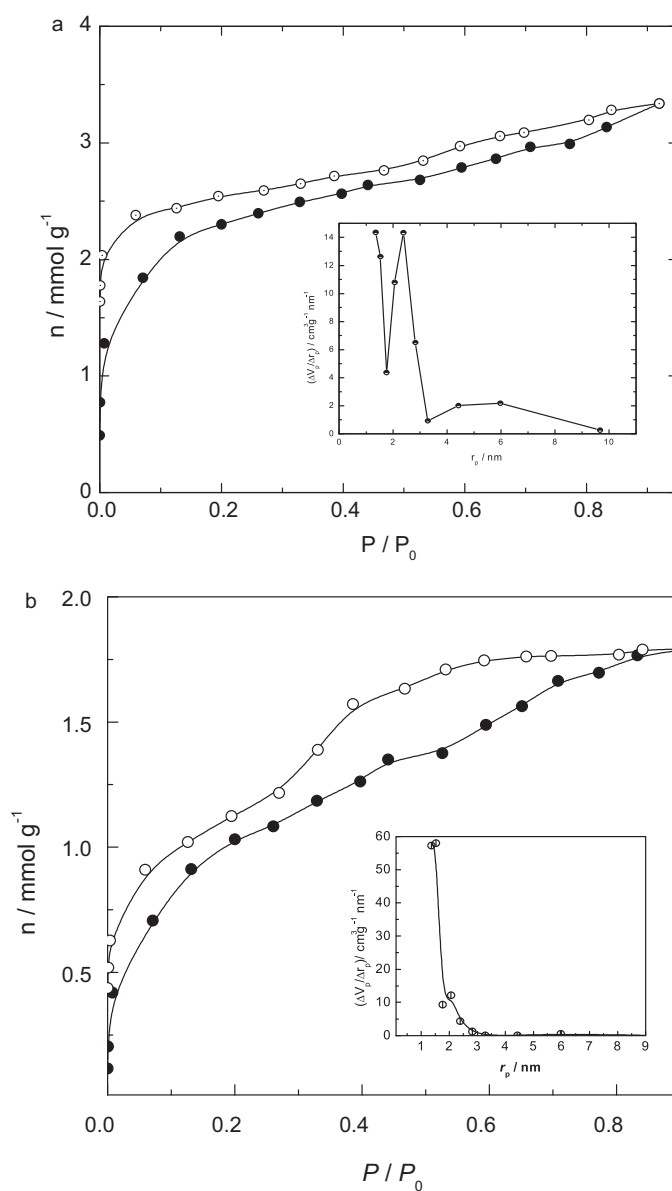 a
4
3
2
1
0
n / mmol g-1
0.0 0.2 0.4 0.6 0.8
P / P0
14
12
10
8
6
4
2
0
(ΔVp/Δrp) / cm3g-1 nm-1
0 2 4 6 8 10
rp / nm
b
2.0
1.5
1.0
0.5
n / mmol g-1
0.0 0.2 0.4 0.6 0.8
P / P0
60
50
40
30
20
10
0
(ΔVp/Δrp)/ cm3g-1 nm-1
1 2 3 4 5 6 7 8 9
rp / nm